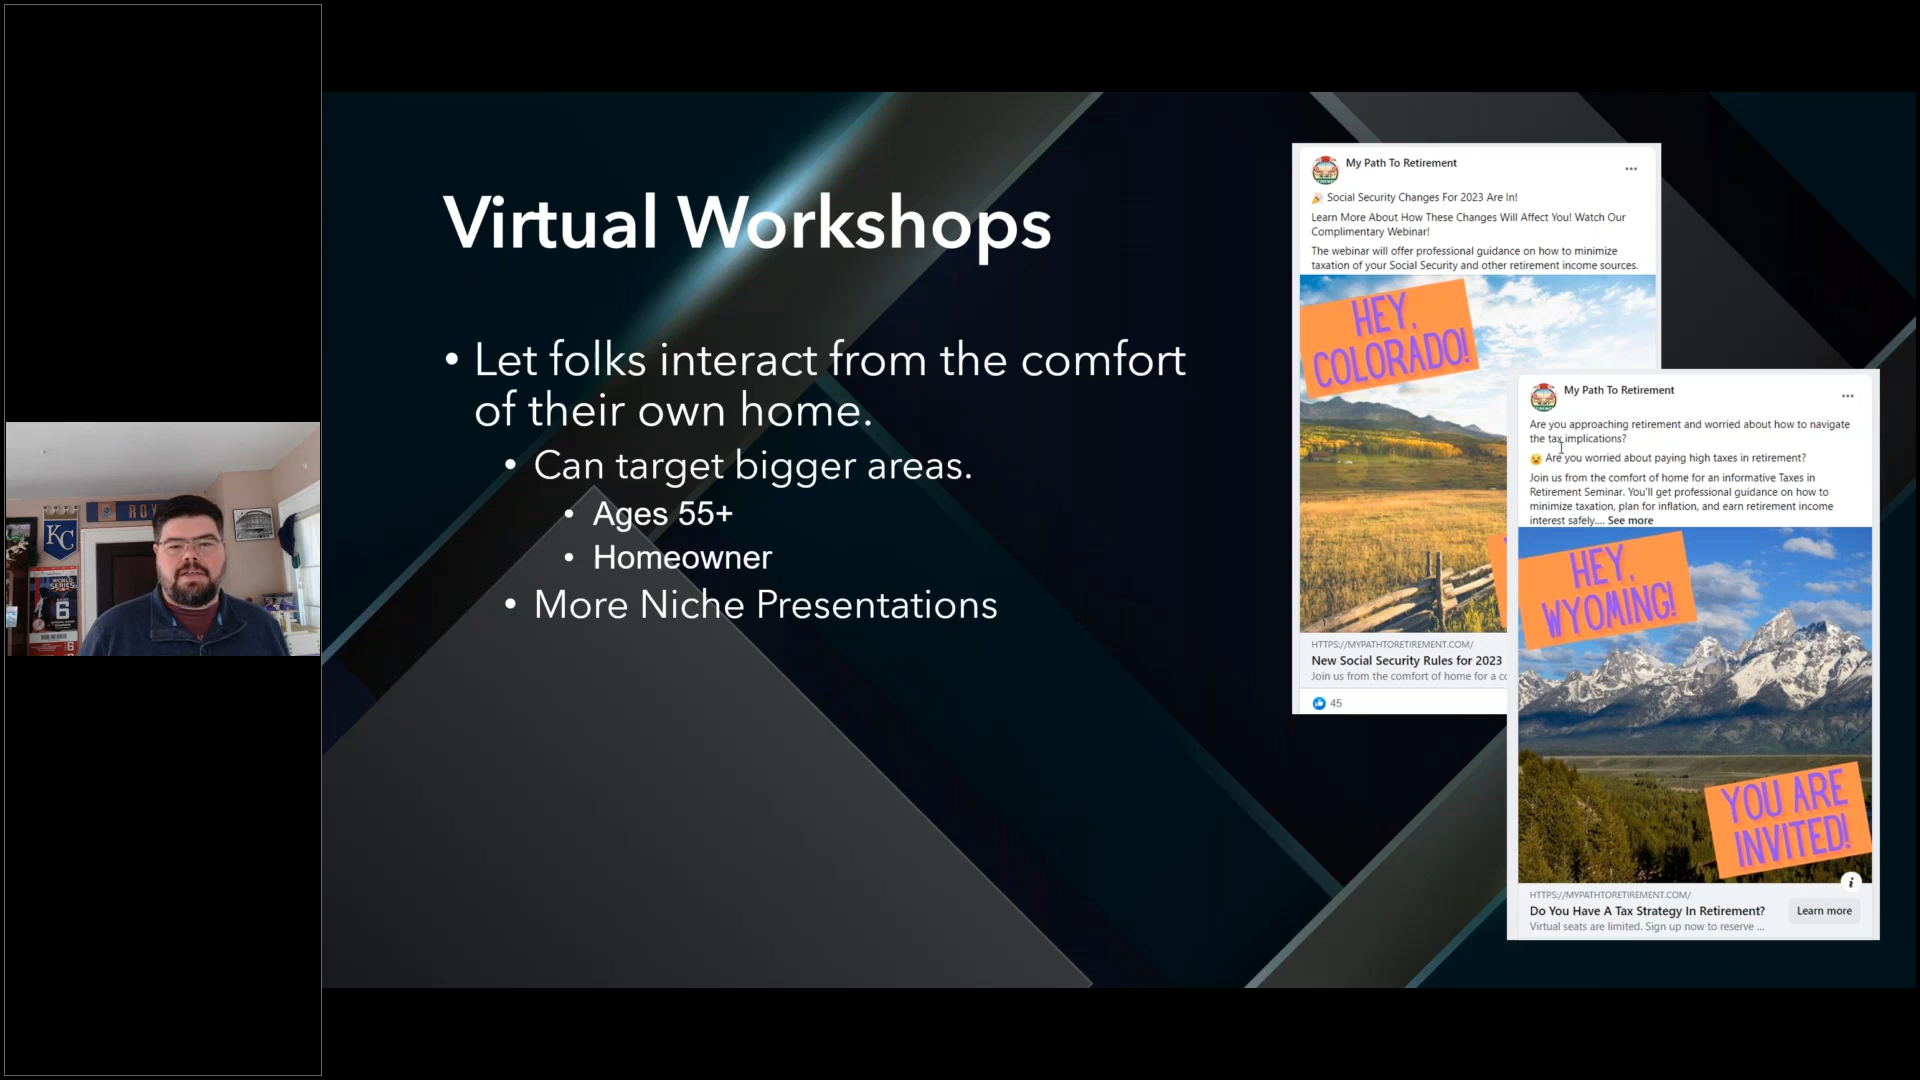 Virtual Workshops
• Let folks interact from the comfort
of their own home.
• Can target bigger areas.
• Ages 55+
• Homeowner
• More Niche Presentations
My Path To Retirement
Social Security Changes For 2023 Are In!
Learn More About How These Changes Will Affect You! Watch Our
Complimentary Webinar!
The webinar will offer professional guidance on how to minimize
taxation of your Social Security and other retirement income sources.
HEY,
COLORADO!
HTTPS://MYPATHTORETIREMENT.COM/
New Social Security Rules for 2023
Join us from the comfort of home for a
45
My Path To Retirement
Are you approaching retirement and worried about how to navigate
the tax implications?
Are you worried about paying high taxes in retirement?
Join us from the comfort of home for an informative Taxes in
Retirement Seminar. You'll get professional guidance on how to
minimize taxation, plan for inflation, and earn retirement income
interest safely.... See more
HEY,
WYOMING!
YOU ARE
INVITED!
HTTPS://MYPATHTORETIREMENT.COM/
Do You Have A Tax Strategy In Retirement?
Learn more
Virtual seats are limited. Sign up now to reserve ...
KC
WORLD
SERIES
6